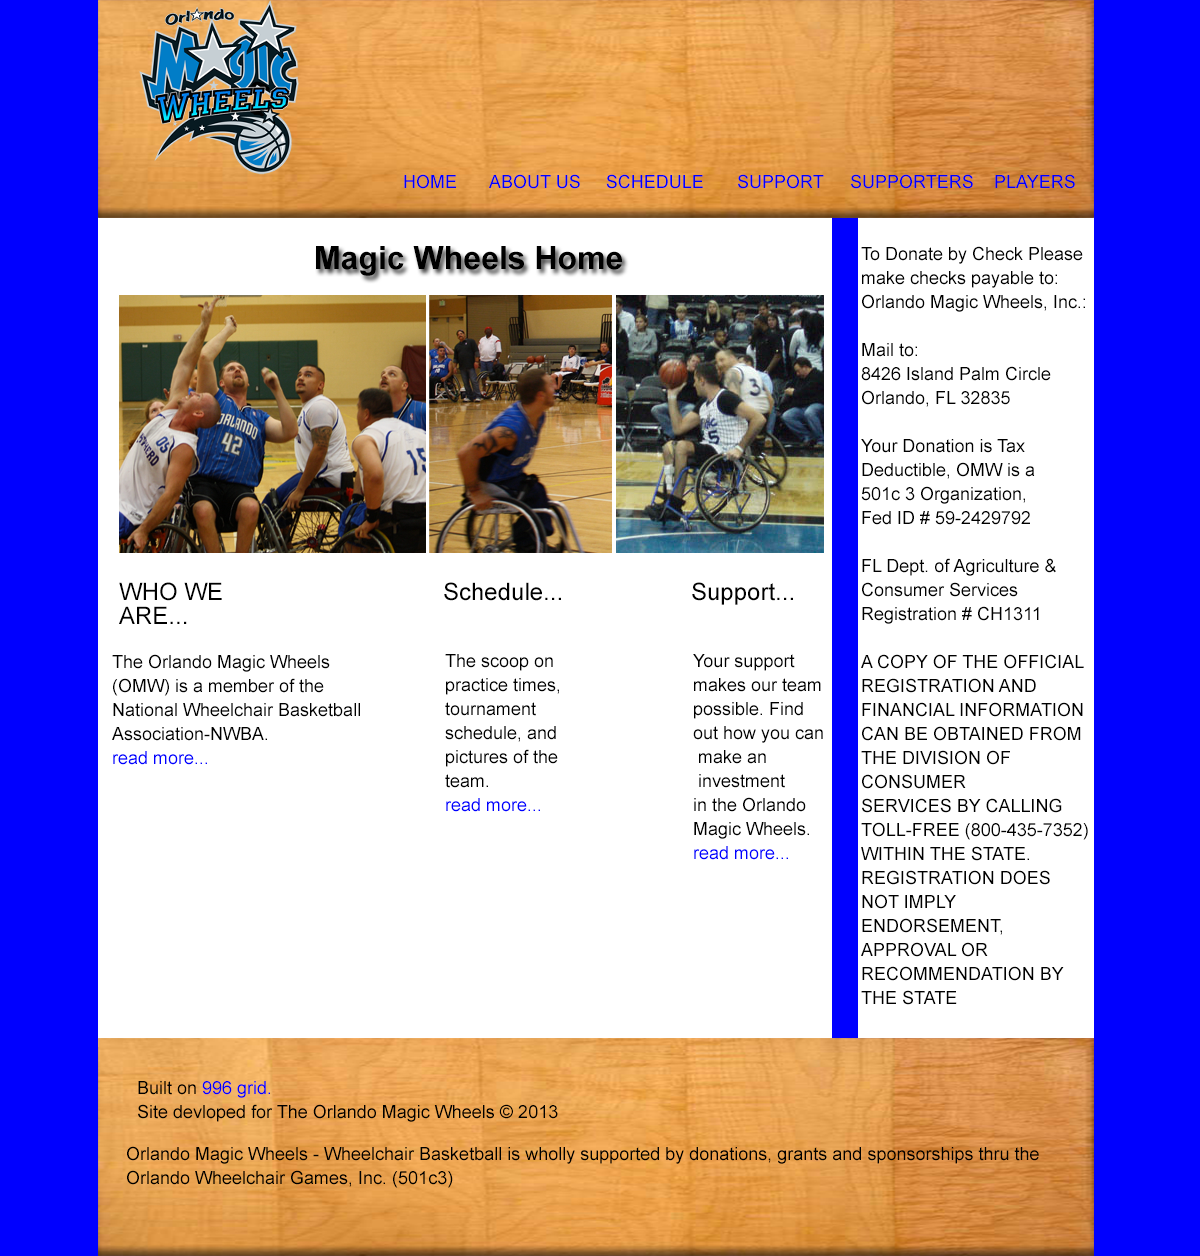 Orlando
Magic
WHEELS
HOME ABOUT US SCHEDULE SUPPORT SUPPORTERS PLAYERS
Magic Wheels Home
ORLANDO
42
WHO WE
ARE...
The Orlando Magic Wheels
(OMW) is a member of the
National Wheelchair Basketball
Association-NWBA.
read more...
Schedule...
The scoop on
practice times,
tournament
schedule, and
pictures of the
team.
read more...
Support...
Your support
makes our team
possible. Find
out how you can
make an
investment
in the Orlando
Magic Wheels.
read more...
To Donate by Check Please
make checks payable to:
Orlando Magic Wheels, Inc.:
Mail to:
8426 Island Palm Circle
Orlando, FL 32835
Your Donation is Tax
Deductible, OMW is a
501c 3 Organization,
Fed ID # 59-2429792
FL Dept. of Agriculture &
Consumer Services
Registration # CH1311
A COPY OF THE OFFICIAL
REGISTRATION AND
FINANCIAL INFORMATION
CAN BE OBTAINED FROM
THE DIVISION OF
CONSUMER
SERVICES BY CALLING
TOLL-FREE (800-435-7352)
WITHIN THE STATE.
REGISTRATION DOES
NOT IMPLY
ENDORSEMENT,
APPROVAL OR
RECOMMENDATION BY
THE STATE
Built on 996 grid.
Site devloped for The Orlando Magic Wheels © 2013
Orlando Magic Wheels - Wheelchair Basketball is wholly supported by donations, grants and sponsorships thru the
Orlando Wheelchair Games, Inc. (501c3)